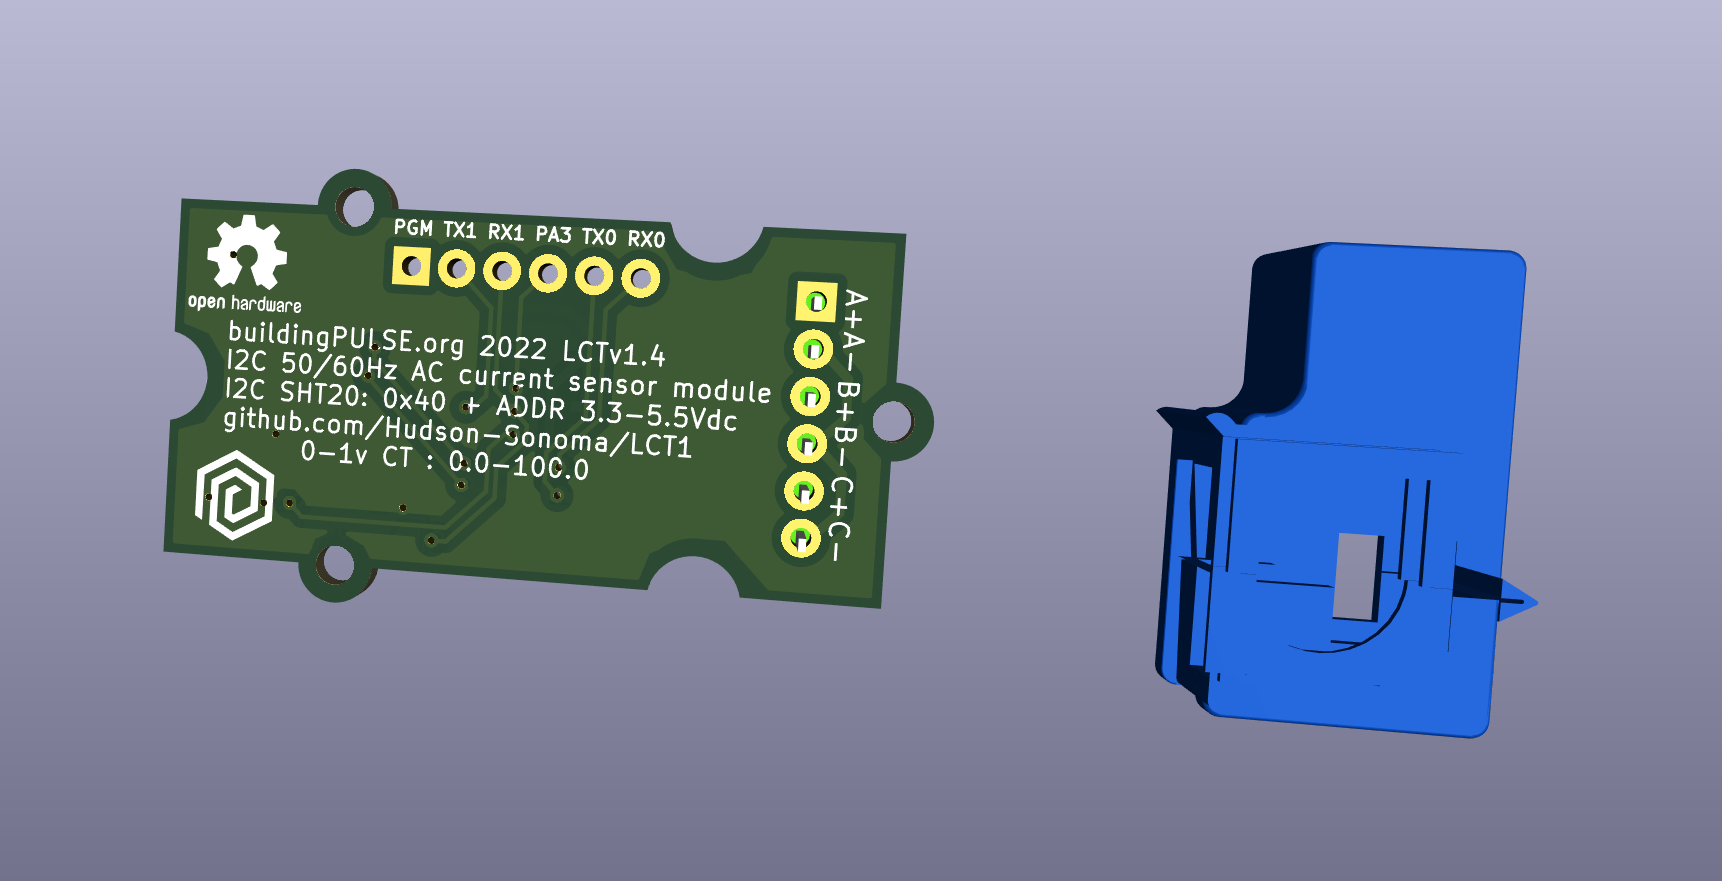 PGM TX1 RX1 PA3 TX0 RX0
open hardware
buildingPULSE.org 2022 LCTv1.4
I2C 50/60Hz AC current sensor module
I2C SHT20: 0x40 + ADDR 3.3-5.5Vdc
github.com/Hudson-Sonoma/LCT1
0-1v CT : 0.0-100.0
A+A-B+B-C+C-